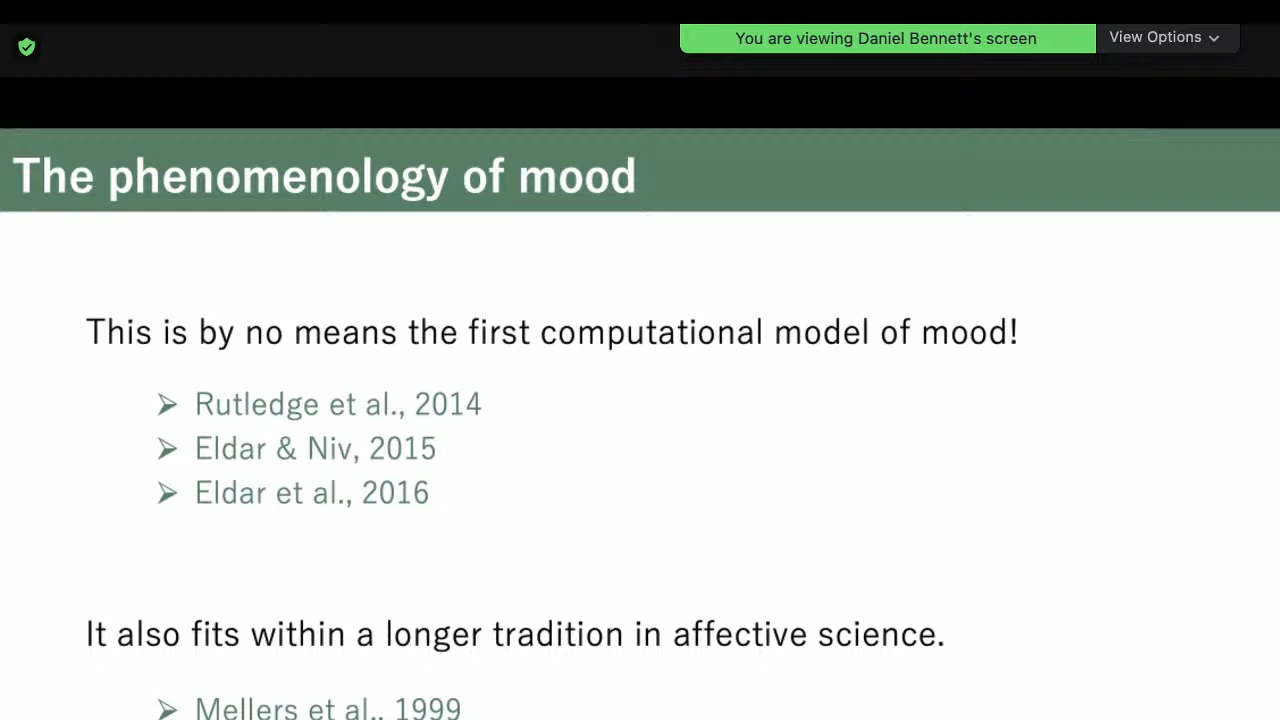 You are viewing Daniel Bennett's screen
View Options
The phenomenology of mood
This is by no means the first computational model of mood!
➢ Rutledge et al., 2014
➢ Eldar & Niv, 2015
➢ Eldar et al., 2016
It also fits within a longer tradition in affective science.
➢ Mellers et al., 1999